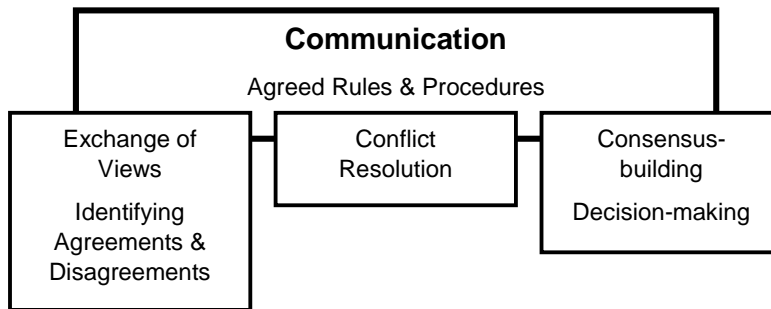 Communication
Agreed Rules & Procedures
Exchange of
Views
Identifying
Agreements &
Disagreements
Conflict
Resolution
Consensus-
building
Decision-making